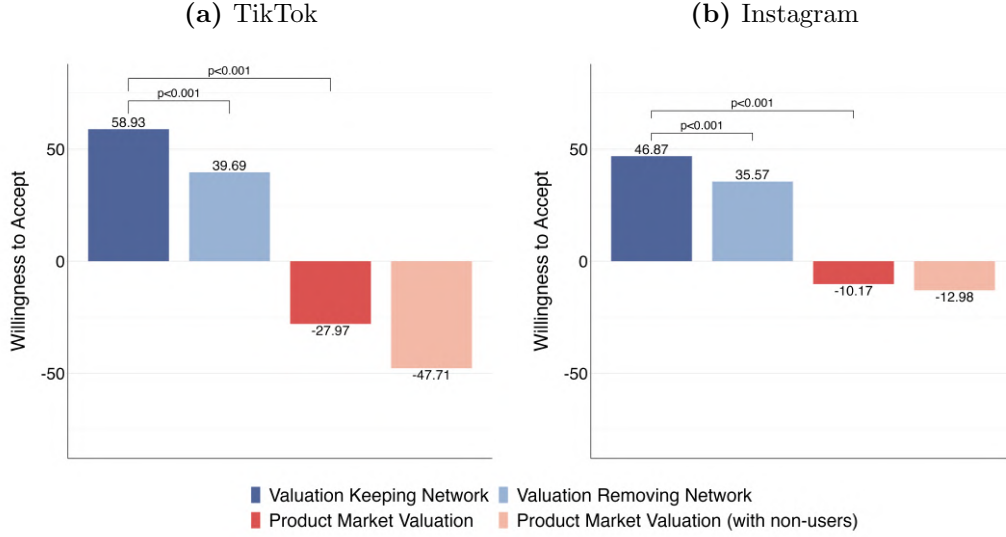 (a) TikTok
Willingness to Accept
50
0
-50
p<0.001
p<0.001
58.93
39.69
-27.97
-47.71
(b) Instagram
Willingness to Accept
50
0
-50
p<0.001
p<0.001
46.87
35.57
-10.17
-12.98
Valuation Keeping Network
Valuation Removing Network
Product Market Valuation
Product Market Valuation (with non-users)